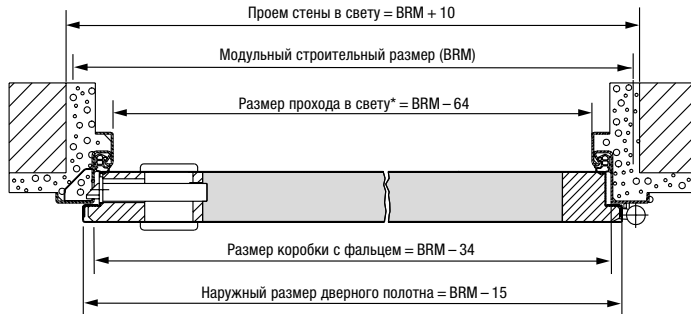 Проем стены в свету = BRM + 10
Модульный строительный размер (BRM)
Размер прохода в свету* = BRM – 64
Размер коробки с фальцем = BRM – 34
Наружный размер дверного полотна = BRM – 15